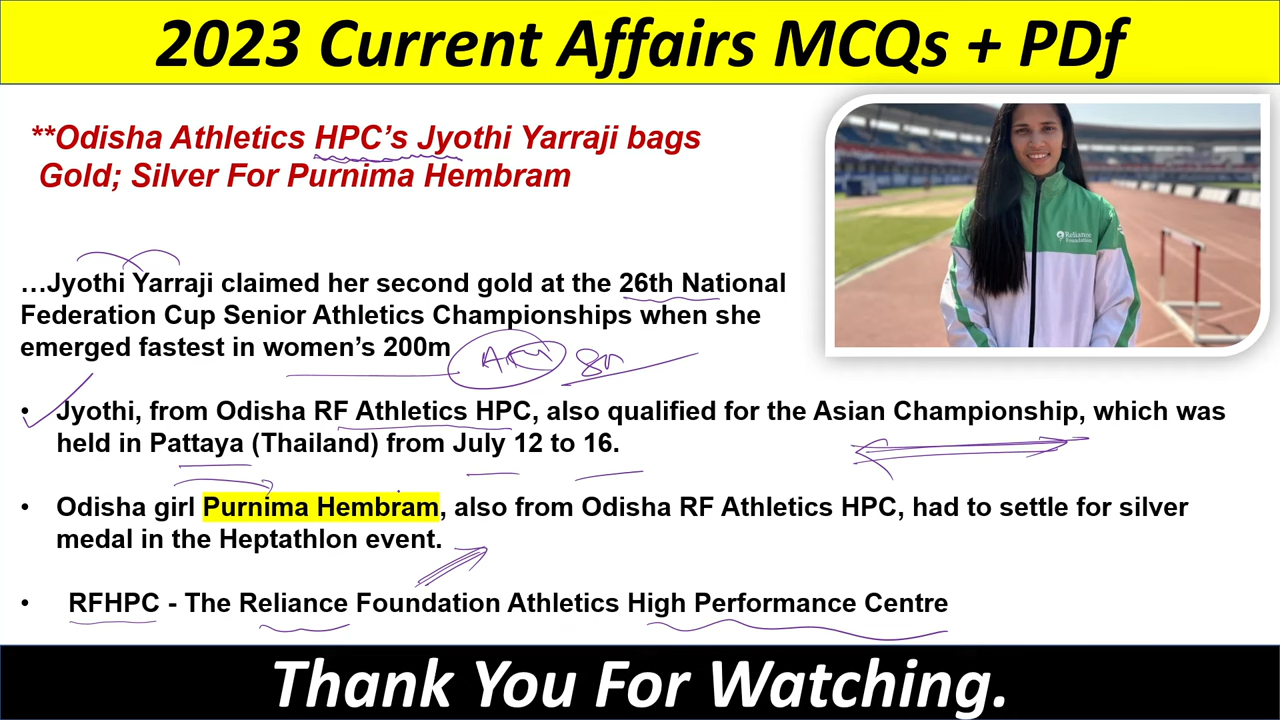 2023 Current Affairs MCQs + PDf
**Odisha Athletics HPC's Jyothi Yarraji bags
Gold; Silver For Purnima Hembram
Reliance
Foundation
...Jyothi Yarraji claimed her second gold at the 26th National
Federation Cup Senior Athletics Championships when she
emerged fastest in women's 200m
• Jyothi, from Odisha RF Athletics HPC, also qualified for the Asian Championship, which was
held in Pattaya (Thailand) from July 12 to 16.
• Odisha girl Purnima Hembram, also from Odisha RF Athletics HPC, had to settle for silver
medal in the Heptathlon event.
• RFHPC - The Reliance Foundation Athletics High Performance Centre
Thank You For Watching.